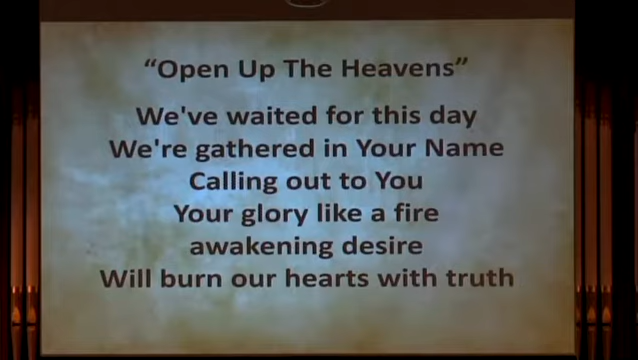 “Open Up The Heavens”
We've waited for this day
We're gathered in Your Name
Calling out to You
Your glory like a fire
awakening desire
Will burn our hearts with truth